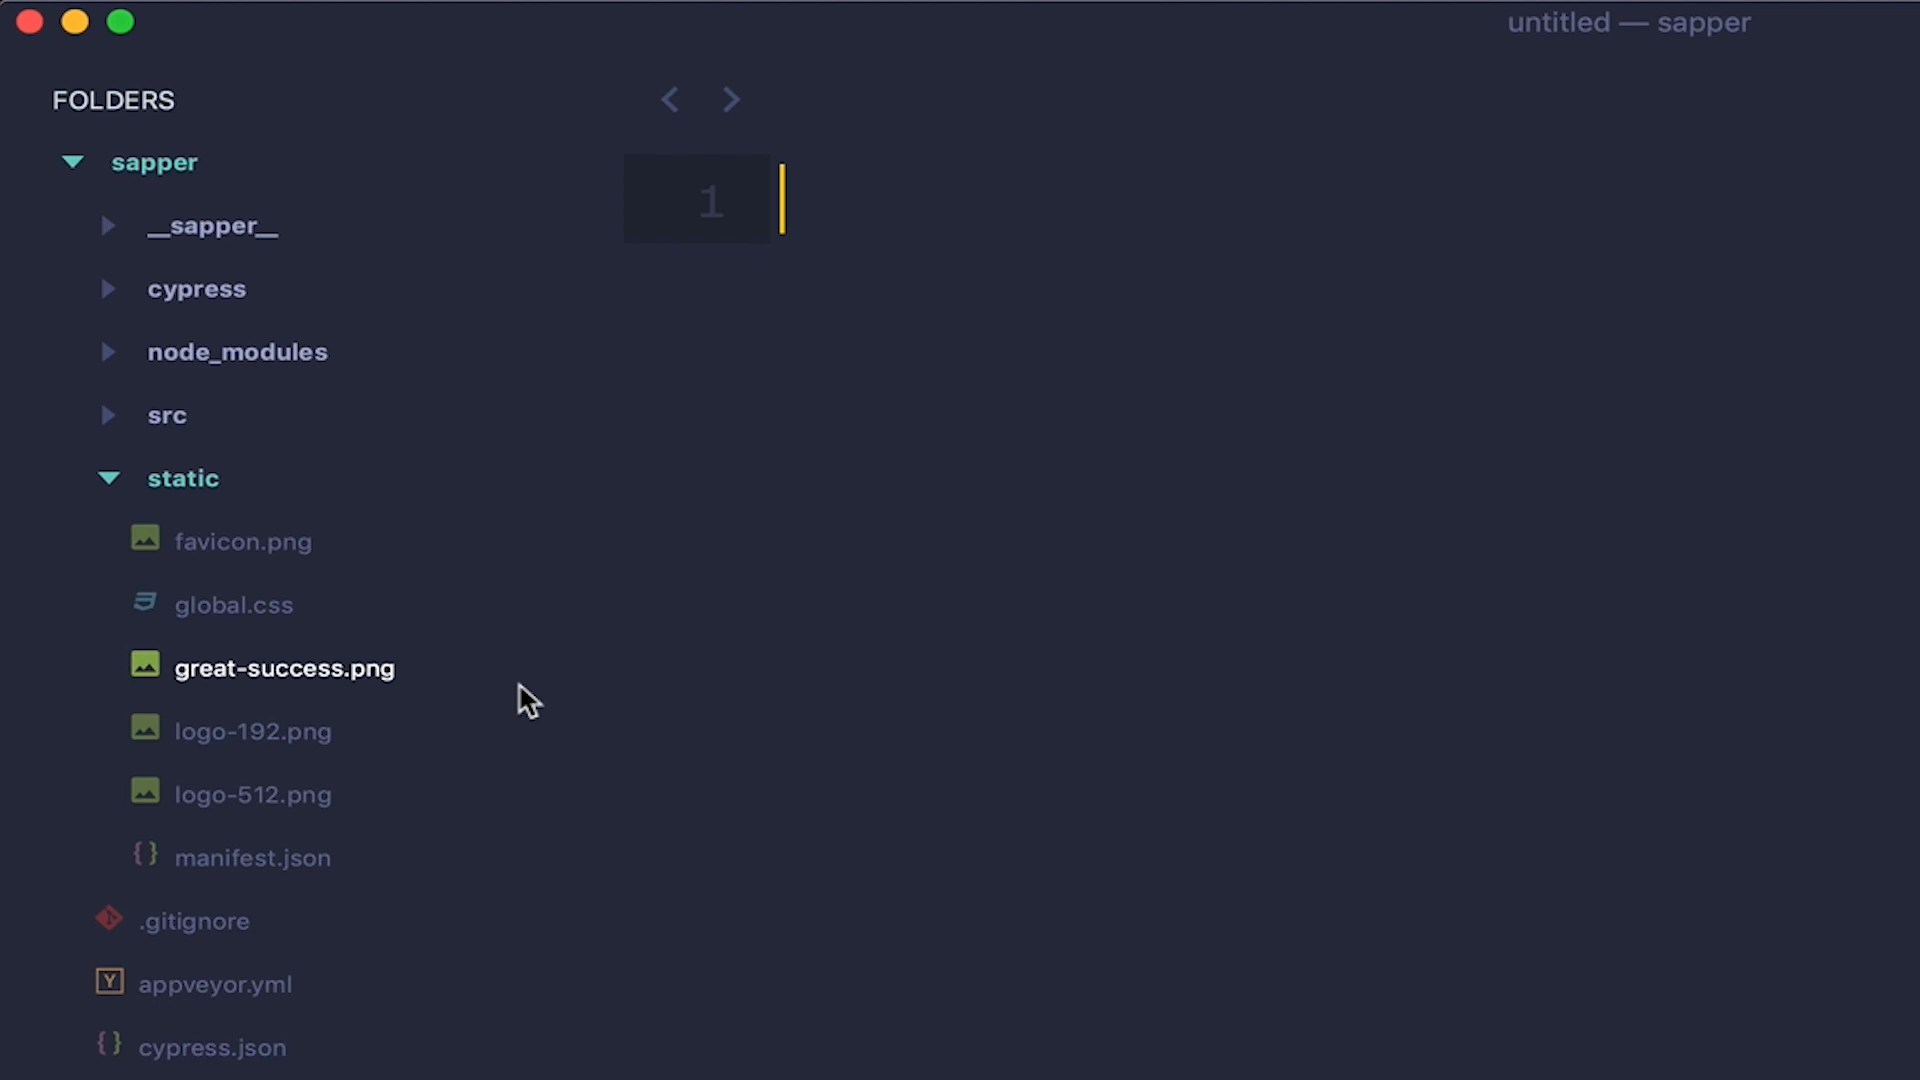 untitled — sapper
FOLDERS
sapper
__sapper__
cypress
node_modules
src
static
favicon.png
global.css
great-success.png
logo-192.png
logo-512.png
manifest.json
.gitignore
Y appveyor.yml
cypress.json
1